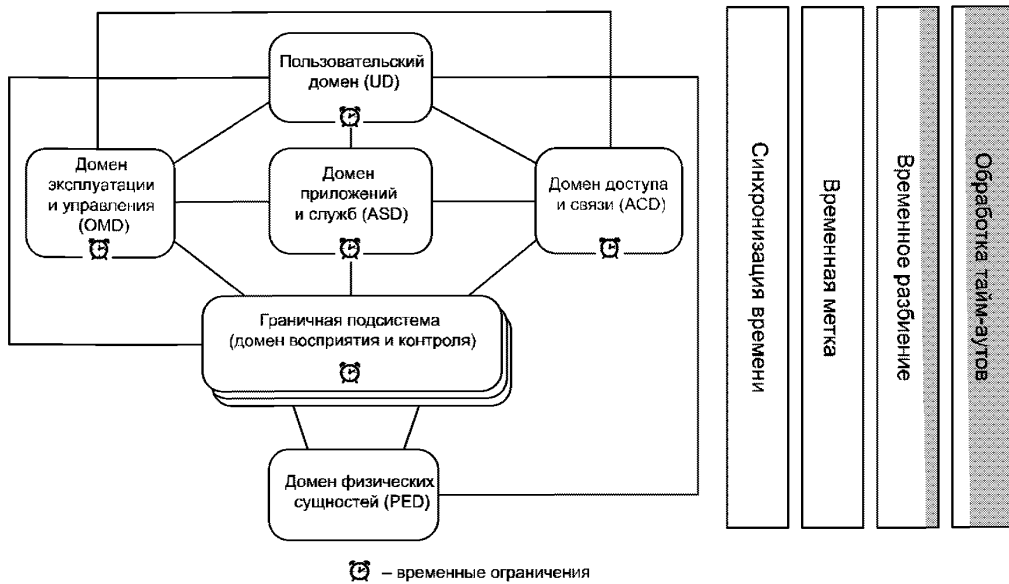 Пользовательский
домен (UD)
Домен
эксплуатации
и управления
(OMD)
Домен
приложений
и служб (ASD)
Домен доступа
и связи (ACD)
Граничная подсистема
(домен восприятия и контроля)
Домен физических
сущностей (PED)
– временные ограничения
Синхронизация времени
Временная метка
Временное разбиение
Обработка тайм-аутов